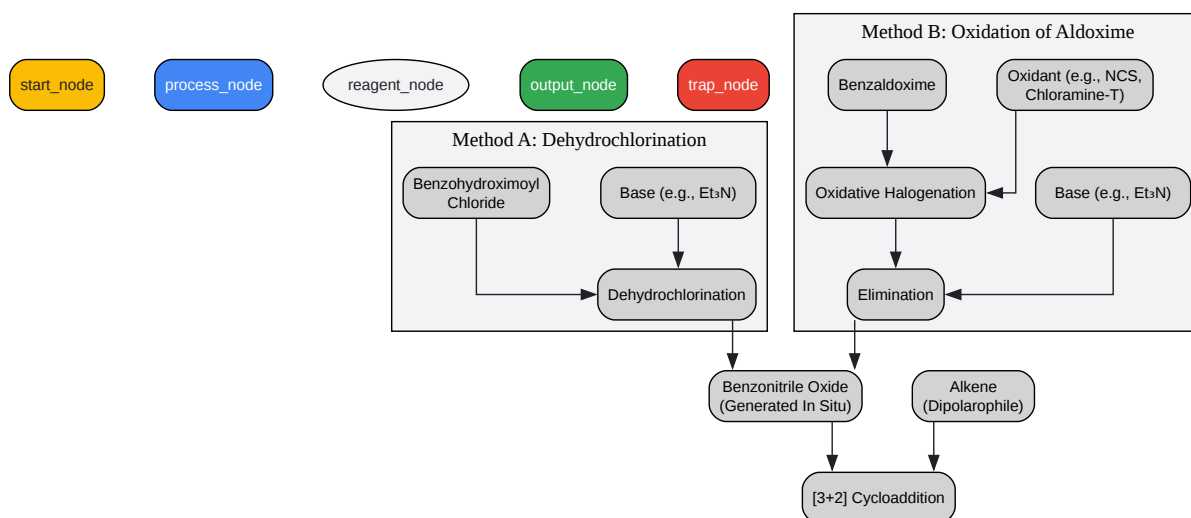 start_node
process_node
reagent_node
output_node
trap_node
Method B: Oxidation of Aldoxime
Benzaldoxime
Oxidant (e.g., NCS,
Chloramine-T)
Method A: Dehydrochlorination
Benzohydroximoyl
Chloride
Base (e.g., Et₃N)
Oxidative Halogenation
Base (e.g., Et₃N)
Dehydrochlorination
Elimination
Benzonitrile Oxide
(Generated In Situ)
Alkene
(Dipolarophile)
[3+2] Cycloaddition